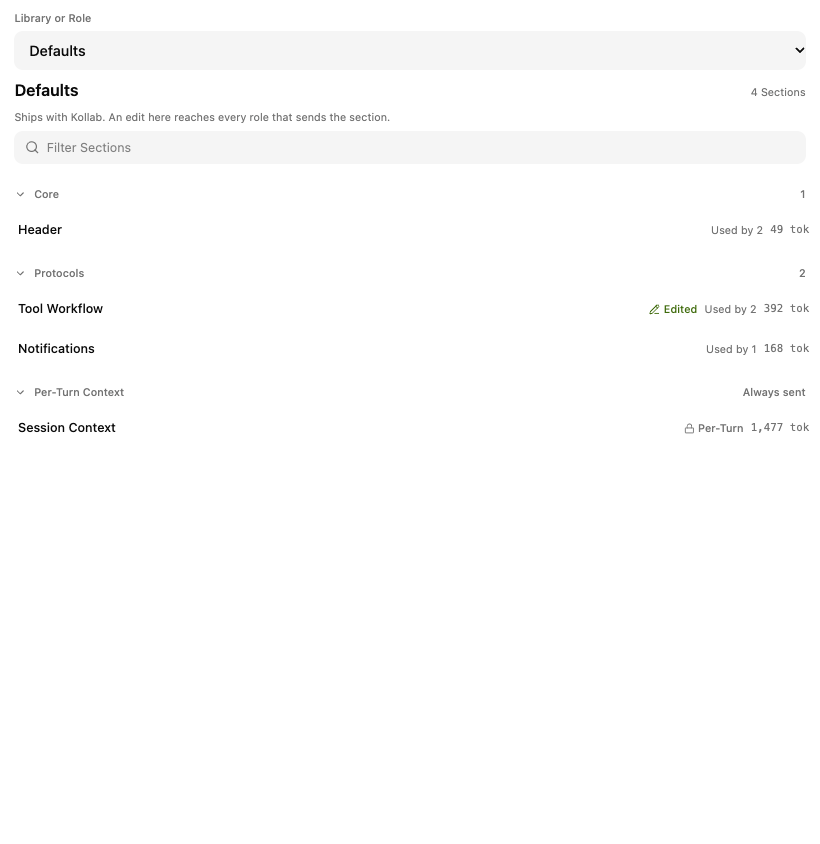 Library or Role
Defaults
Defaults 4 Sections
Ships with Kollab. An edit here reaches every role that sends the section.
Filter Sections
Core 1
Header Used by 2 49 tok
Protocols 2
Tool Workflow Edited Used by 2 392 tok
Notifications Used by 1 168 tok
Per-Turn Context Always sent
Session Context Per-Turn 1,477 tok